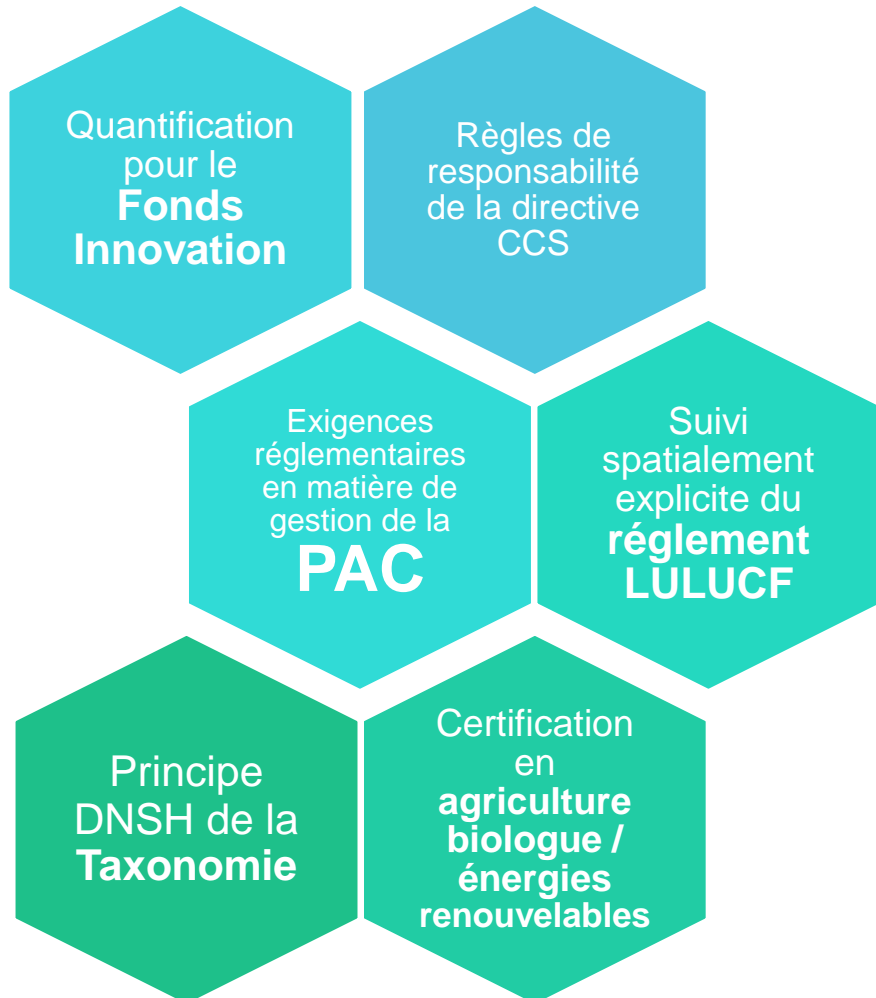 Quantification
pour le
Fonds
Innovation
Règles de
responsabilité
de la directive
CCS
Exigences
réglementaires
en matière de
gestion de la
PAC
Suivi
spatialement
explicite du
réglement
LULUCF
Principe
DNSH de la
Taxonomie
Certification
en
agriculture
biologue /
énergies
renouvelables